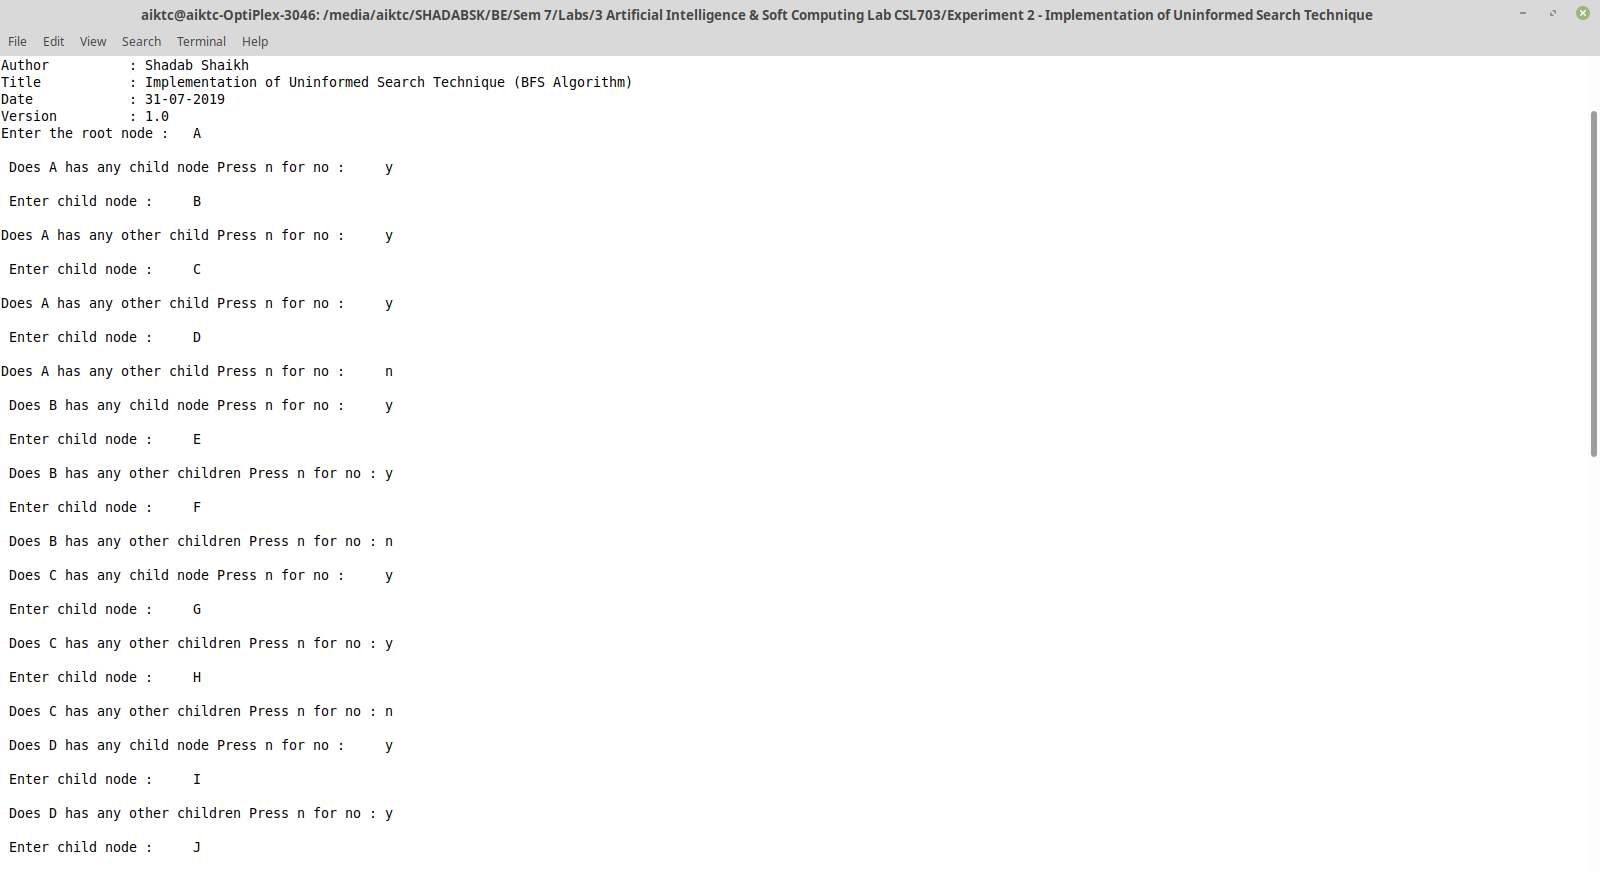 aiktc@aiktc-OptiPlex-3046: /media/aiktc/SHADABSK/BE/Sem 7/Labs/3 Artificial Intelligence & Soft Computing Lab CSL703/Experiment 2 - Implementation of Uninformed Search Technique
File Edit View Search Terminal Help
Author : Shadab Shaikh
Title : Implementation of Uninformed Search Technique (BFS Algorithm)
Date : 31-07-2019
Version : 1.0
Enter the root node : A
Does A has any child node Press n for no : y
Enter child node : B
Does A has any other child Press n for no : y
Enter child node : C
Does A has any other child Press n for no : y
Enter child node : D
Does A has any other child Press n for no : n
Does B has any child node Press n for no : y
Enter child node : E
Does B has any other children Press n for no : y
Enter child node : F
Does B has any other children Press n for no : n
Does C has any child node Press n for no : y
Enter child node : G
Does C has any other children Press n for no : y
Enter child node : H
Does C has any other children Press n for no : n
Does D has any child node Press n for no : y
Enter child node : I
Does D has any other children Press n for no : y
Enter child node : J